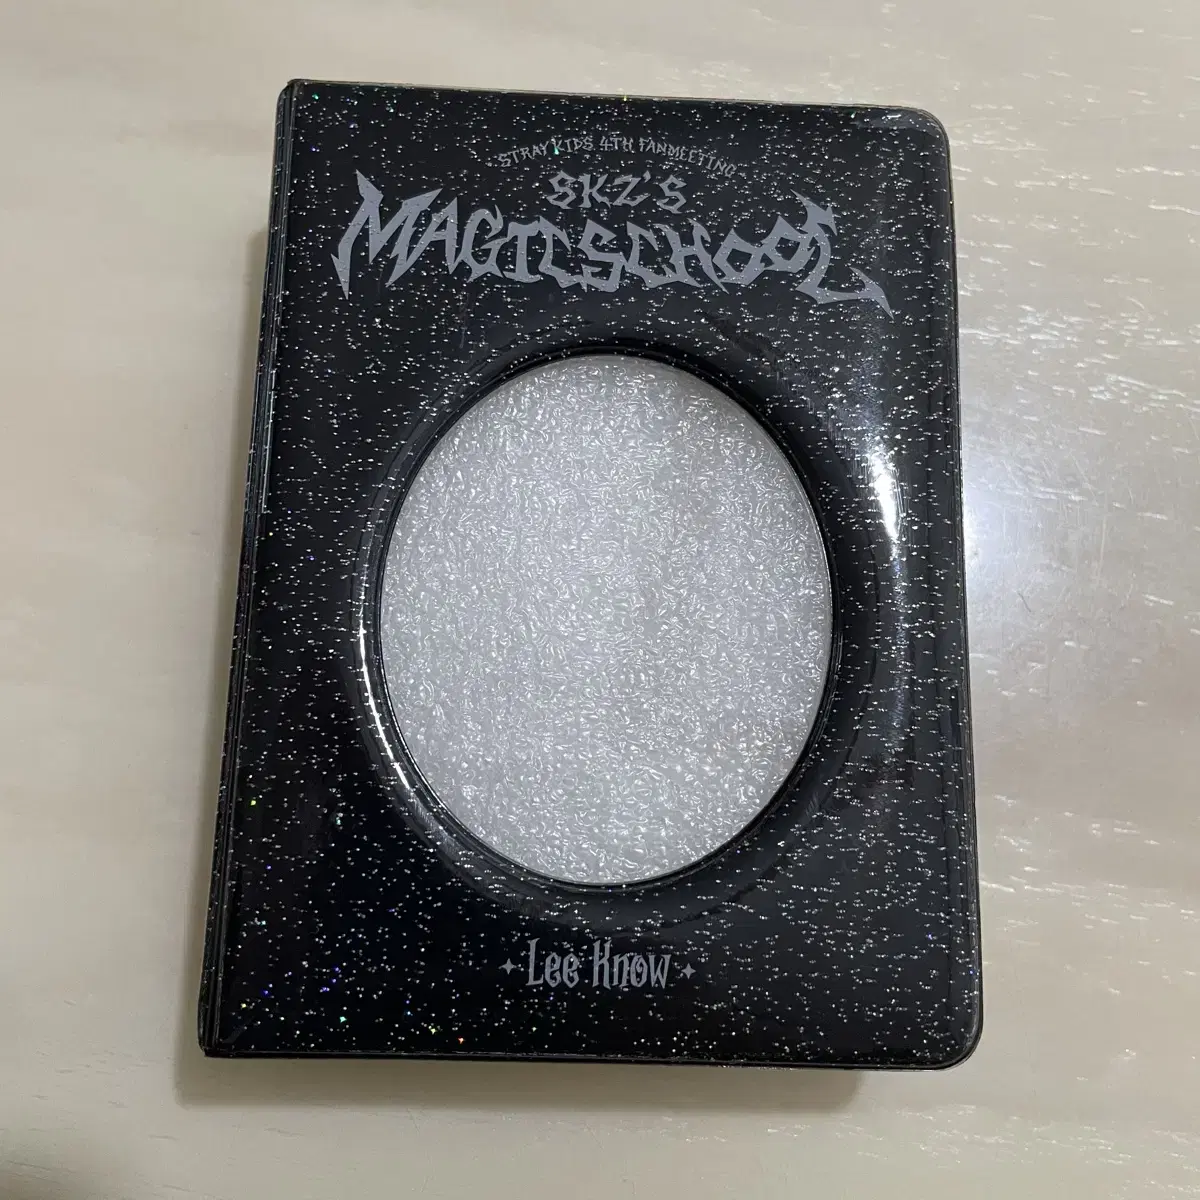 STRAY KIDS 4TH FANMEETING
SKZ'S
MAGIC SCHOOL
Lee Know